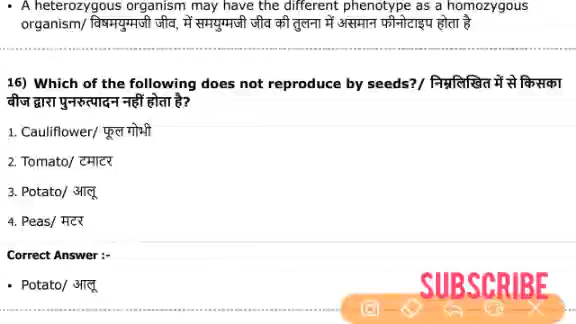 • A heterozygous organism may have the different phenotype as a homozygous
organism/ विषमयुग्मजी जीव, में समयुग्मजी जीव की तुलना में असमान फीनोटाइप होता है
16) Which of the following does not reproduce by seeds?/ निम्नलिखित में से किसका
बीज द्वारा पुनरुत्पादन नहीं होता है?
1. Cauliflower/ फूल गोभी
2. Tomato/ टमाटर
3. Potato/ आलू
4. Peas/ मटर
Correct Answer :-
• Potato/ आलू
SUBSCRIBE